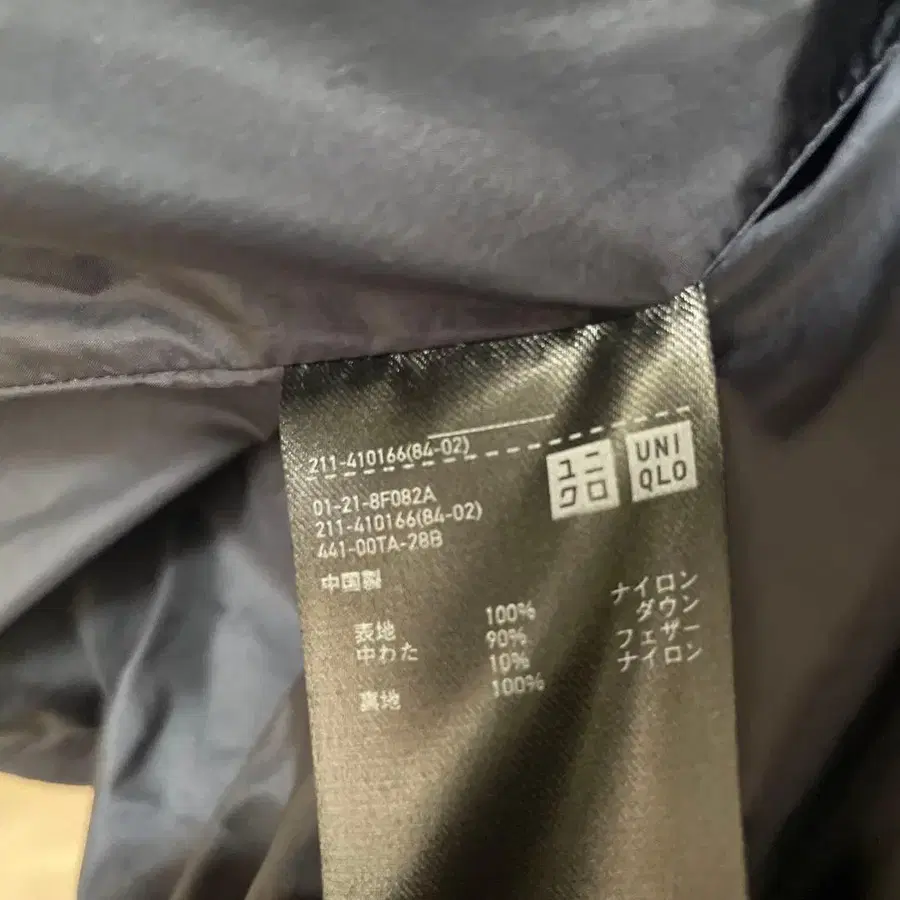 211-410166(84-02)
ユニ
クロ
UNI
QLO
01-21-8F082A
211-410166(84-02)
441-00TA-28B
中国製
表地 100% ナイロン
中わた 90% ダウン
10% フェザー
裏地 100% ナイロン